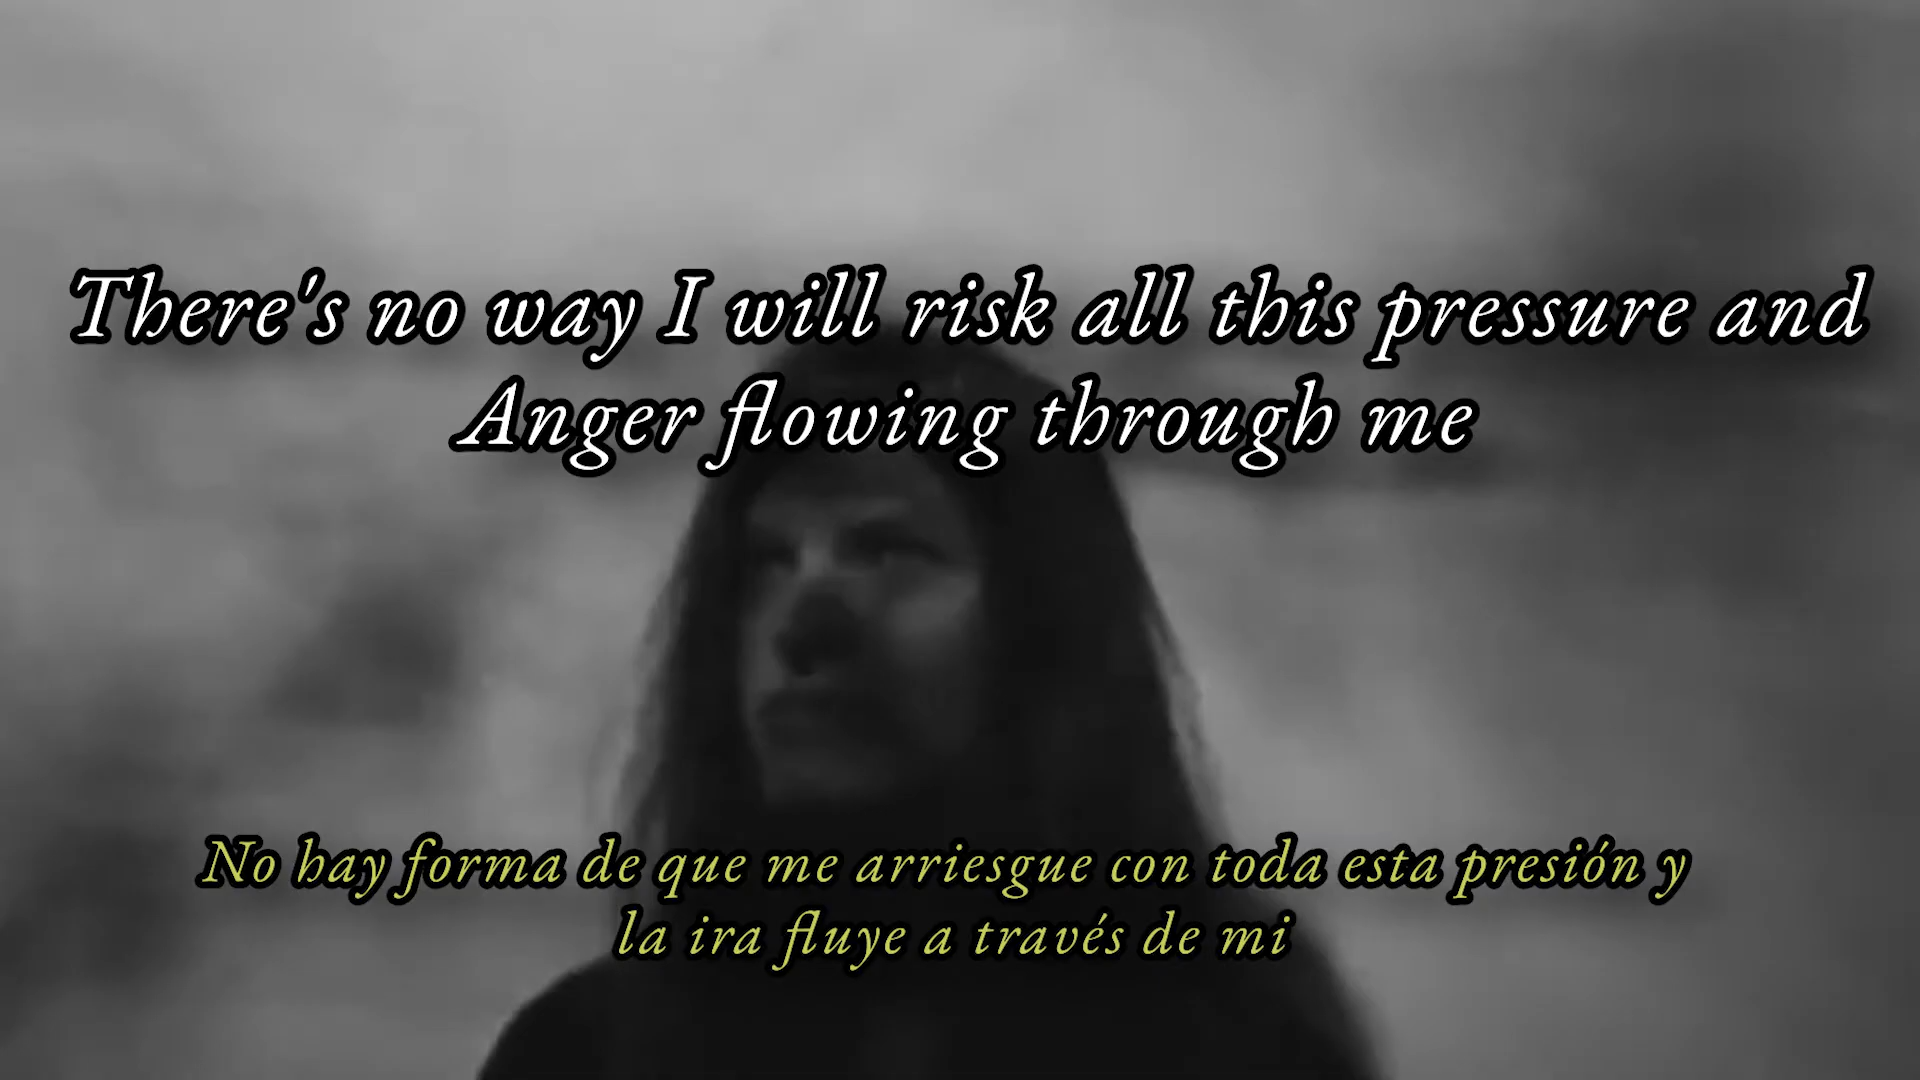 There's no way I will risk all this pressure and
Anger flowing through me
No hay forma de que me arriesgue con toda esta presión y
la ira fluye a través de mi